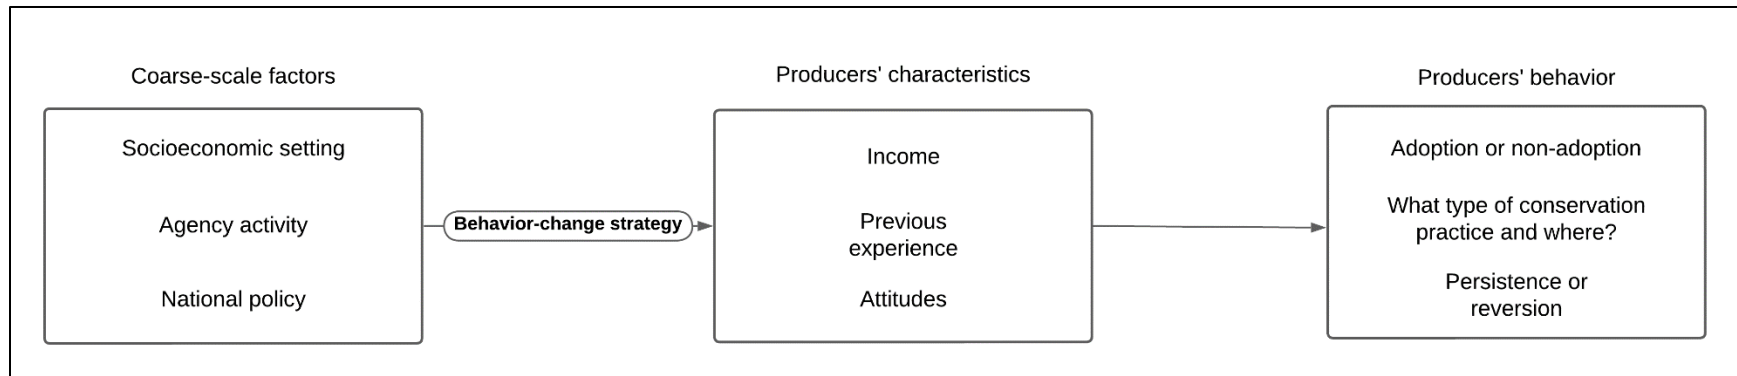 Coarse-scale factors
Socioeconomic setting
Agency activity
National policy
Behavior-change strategy
Producers' characteristics
Income
Previous
experience
Attitudes
Producers' behavior
Adoption or non-adoption
What type of conservation
practice and where?
Persistence or
reversion